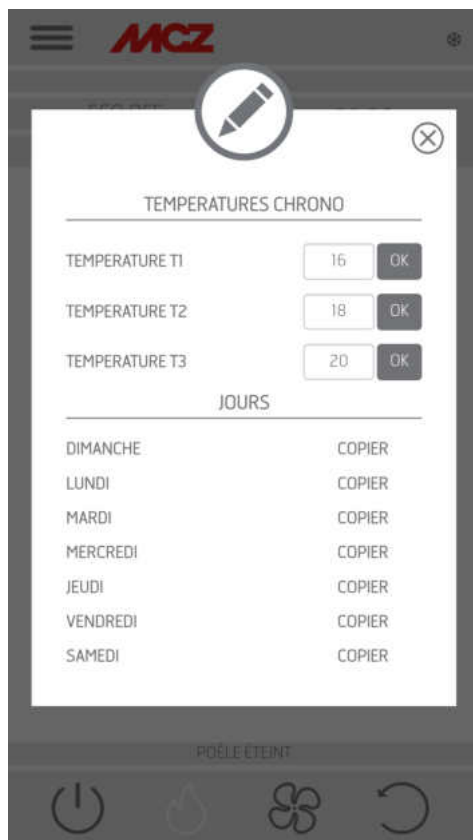 MCZ
TEMPERATURES CHRONO
TEMPERATURE T1 16 OK
TEMPERATURE T2 18 OK
TEMPERATURE T3 20 OK
JOURS
DIMANCHE COPIER
LUNDI COPIER
MARDI COPIER
MERCREDI COPIER
JEUDI COPIER
VENDREDI COPIER
SAMEDI COPIER
POÊLE ÉTEINT